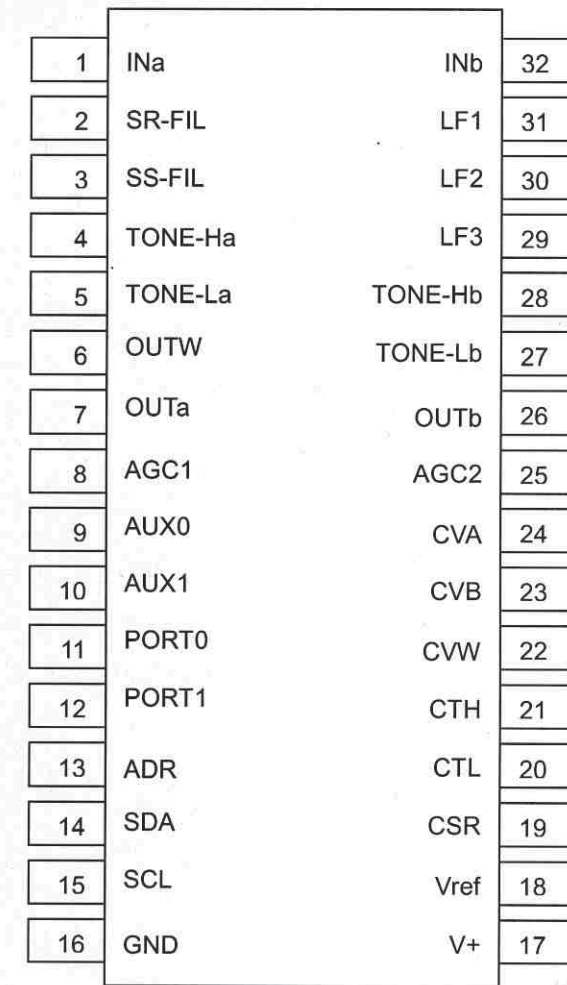 1 INa INb 32
2 SR-FIL LF1 31
3 SS-FIL LF2 30
4 TONE-Ha LF3 29
5 TONE-La TONE-Hb 28
6 OUTW TONE-Lb 27
7 OUTa OUTb 26
8 AGC1 AGC2 25
9 AUX0 CVA 24
10 AUX1 CVB 23
11 PORT0 CVW 22
12 PORT1 CTH 21
13 ADR CTL 20
14 SDA CSR 19
15 SCL Vref 18
16 GND V+ 17